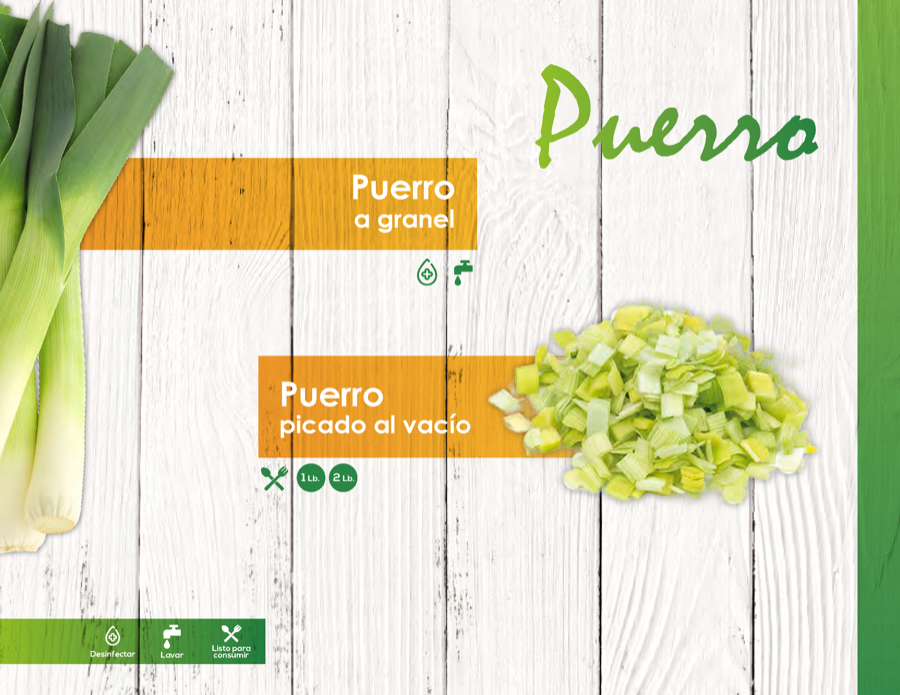 Puerro
Puerro
a granel
Puerro
picado al vacío
1 Lb.
2 Lb.
Desinfectar
Lavar
Listo para
consumir